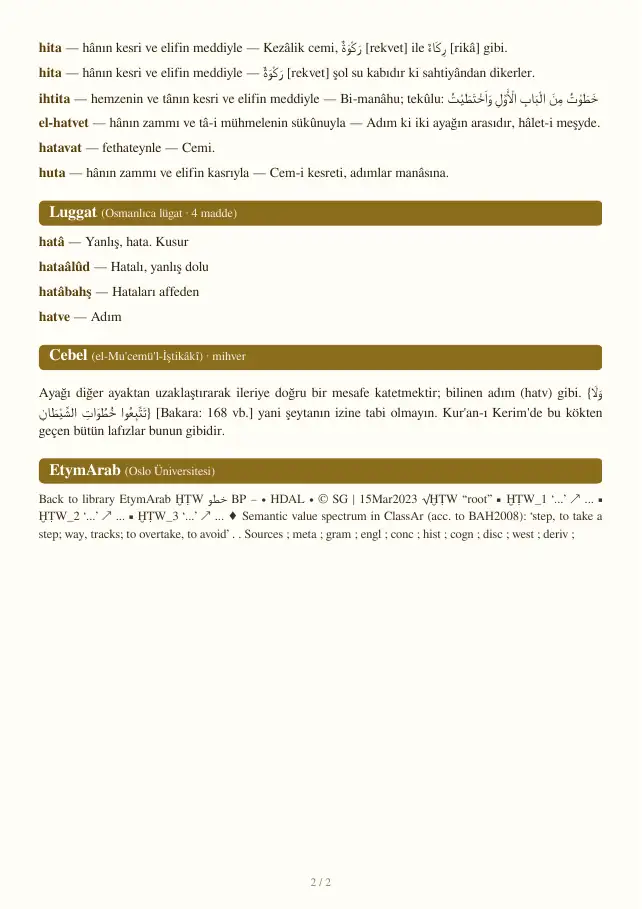 hita — hânın kesri ve elifin meddiyle — Kezâlik cemi, رَكْوَةٌ [rekvet] ile رِكَاءٌ [rikâ] gibi.
hita — hânın kesri ve elifin meddiyle — رَكْوَةٌ [rekvet] şol su kabıdır ki sahtiyândan dikerler.
ihtita — hemzenin ve tânın kesri ve elifin meddiyle — Bi-manâhu; tekûlu: خَطَوْتُ مِنَ الْبَابِ الْأَوَّلِ وَاخْتَطَيْتُ
el-hatvet — hânın zammı ve tâ-i mühmelenin sükûnuyla — Adım ki iki ayağın arasıdır, hâlet-i meşyde.
hatavat — fethateynle — Cemi.
huta — hânın zammı ve elifin kasrıyla — Cem-i kesreti, adımlar manâsına.
Luggat (Osmanlıca lügat · 4 madde)
hatâ — Yanlış, hata. Kusur
hataâlûd — Hatalı, yanlış dolu
hatâbahş — Hataları affeden
hatve — Adım
Cebel (el-Mu'cemü'l-İştikâkî) · mihver
Ayağı diğer ayaktan uzaklaştırarak ileriye doğru bir mesafe katetmektir; bilinen adım (hatv) gibi. {وَلَا
تَتَّبِعُوا خُطُوَاتِ الشَّيْطَانِ} [Bakara: 168 vb.] yani şeytanın izine tabi olmayın. Kur'an-ı Kerim'de bu kökten
geçen bütün lafızlar bunun gibidir.
EtymArab (Oslo Üniversitesi)
Back to library EtymArab ḪṬW خطو BP – • HDAL • © SG | 15Mar2023 √ḪṬW “root” ▪ ḪṬW_1 ‘...’ ↗ ... ▪
ḪṬW_2 ‘...’ ↗ ... ▪ ḪṬW_3 ‘...’ ↗ ... ♦ Semantic value spectrum in ClassAr (acc. to BAH2008): ‘step, to take a
step; way, tracks; to overtake, to avoid’ . . Sources ; meta ; gram ; engl ; conc ; hist ; cogn ; disc ; west ; deriv ;
2 / 2